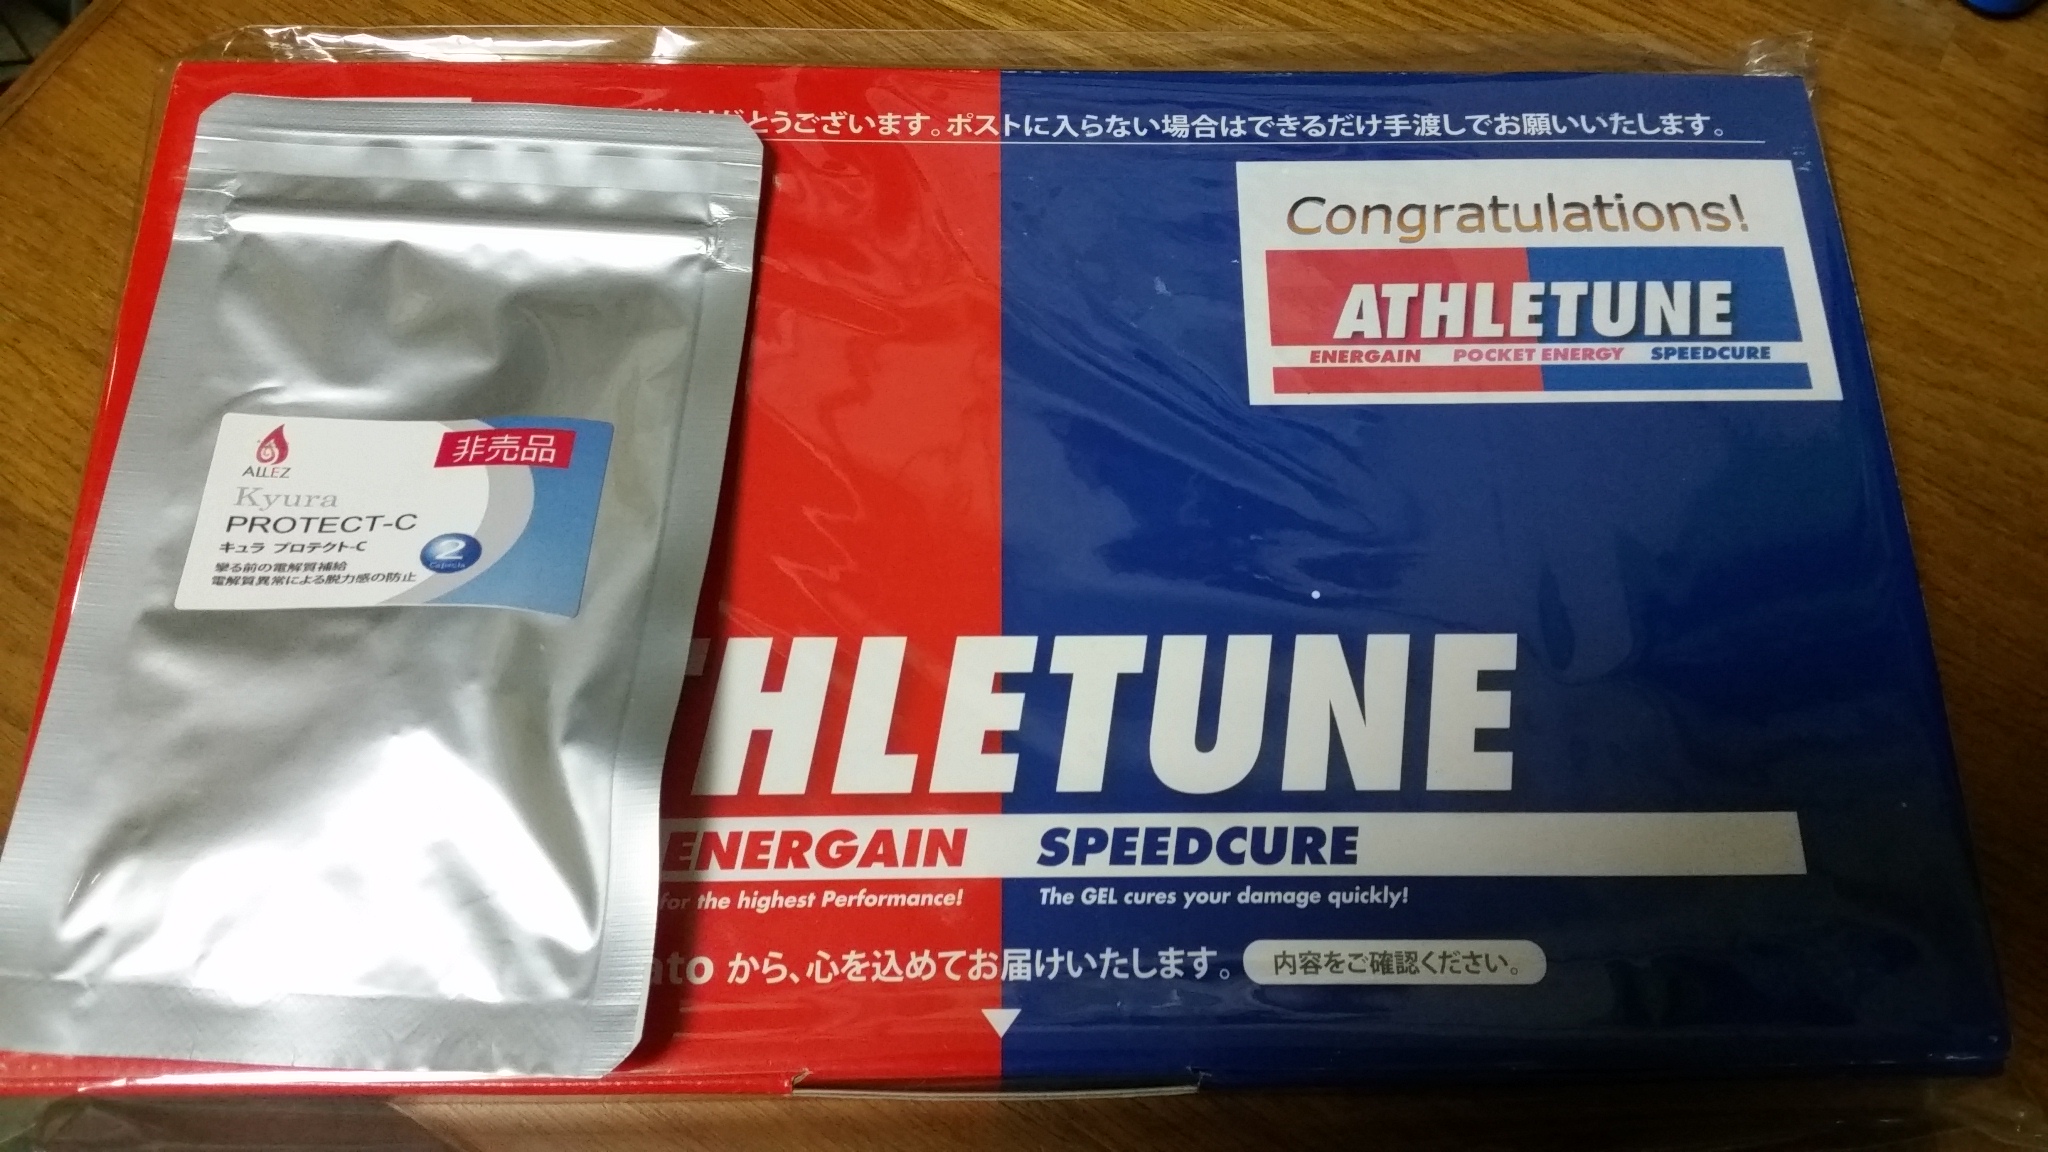 とうございます。ポストに入らない場合はできるだけ手渡しでお願いいたします。
Congratulations!
ATHLETUNE
ENERGAIN POCKET ENERGY SPEEDCURE
ALLEZ
非売品
Kyura
PROTECT-C
キュラ プロテクト-C
2
Capsels
攣る前の電解質補給
電解質異常による脱力感の防止
THLETUNE
ENERGAIN SPEEDCURE
for the highest Performance! The GEL cures your damage quickly!
ato から、心を込めてお届けいたします。 内容をご確認ください。